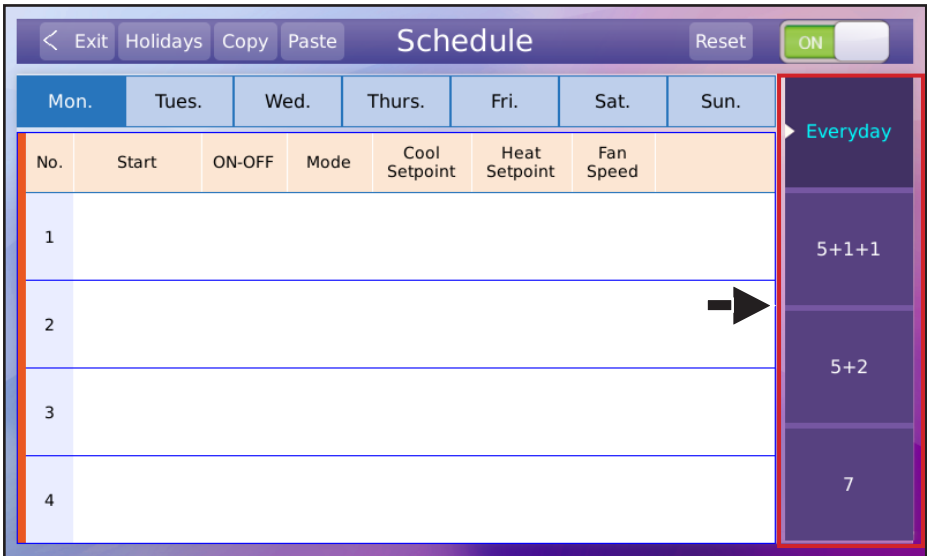 Exit Holidays Copy Paste Schedule Reset ON
Mon. Tues. Wed. Thurs. Fri. Sat. Sun.
Everyday
No. Start ON-OFF Mode Cool Setpoint Heat Setpoint Fan Speed
1
5+1+1
2
5+2
3
7
4